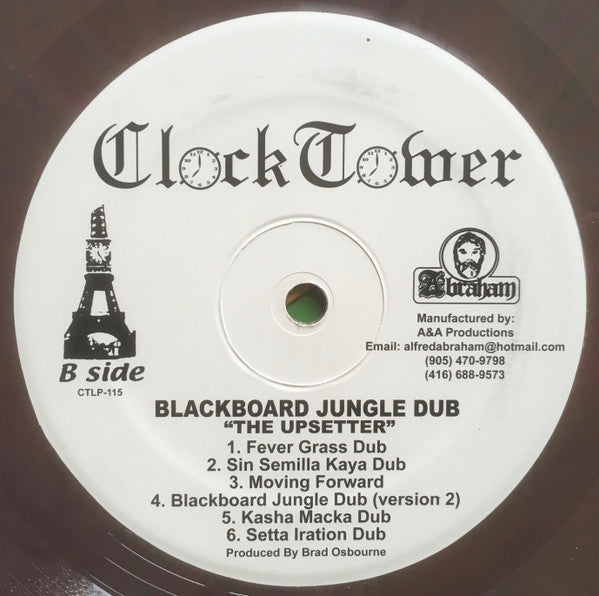 Clock Tower
Abraham
Manufactured by:
A&A Productions
Email: alfredabraham@hotmail.com
(905) 470-9798
(416) 688-9573
B side
CTLP-115
BLACKBOARD JUNGLE DUB
“THE UPSETTER”
1. Fever Grass Dub
2. Sin Semilla Kaya Dub
3. Moving Forward
4. Blackboard Jungle Dub (version 2)
5. Kasha Macka Dub
6. Setta Iration Dub
Produced By Brad Osbourne